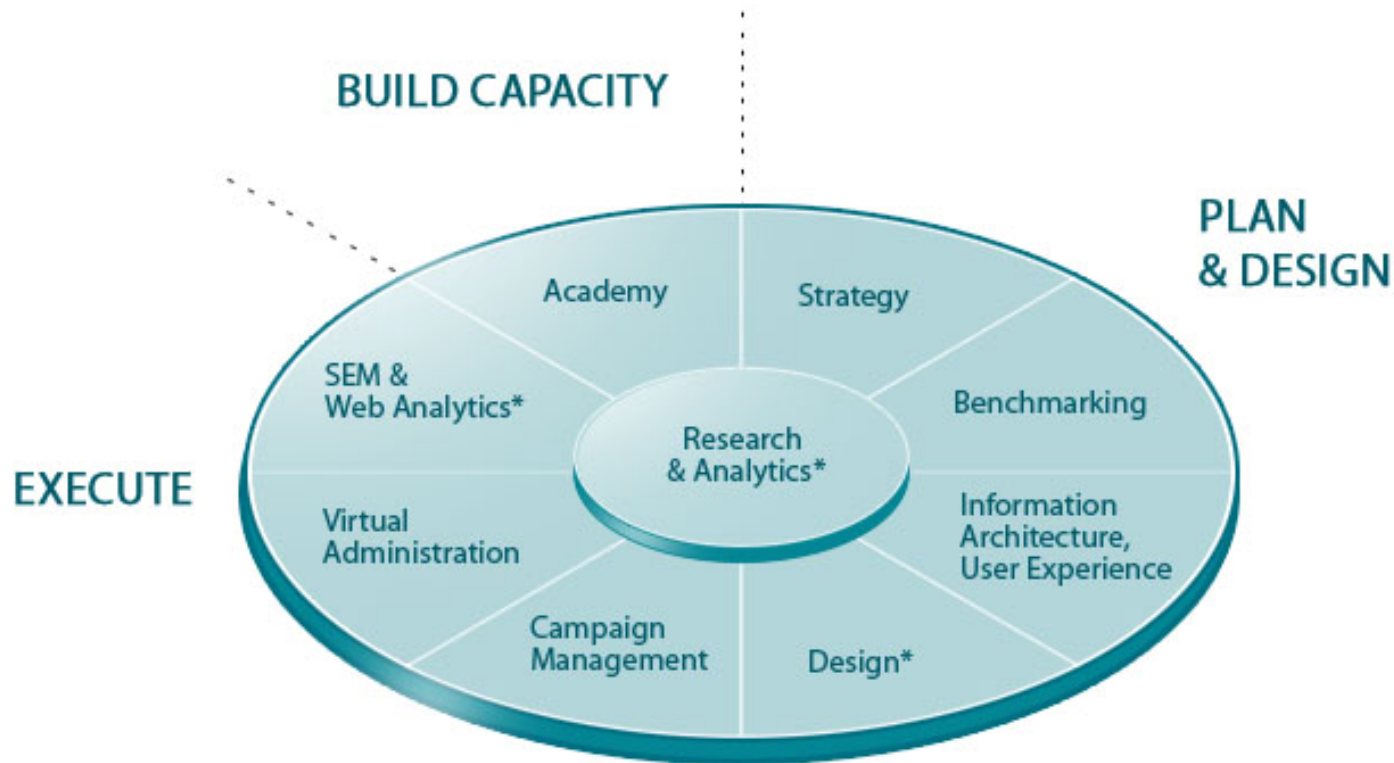 BUILD CAPACITY
PLAN
& DESIGN
Academy
Strategy
SEM &
Web Analytics*
Benchmarking
Research
& Analytics*
EXECUTE
Virtual
Administration
Information
Architecture,
User Experience
Campaign
Management
Design*